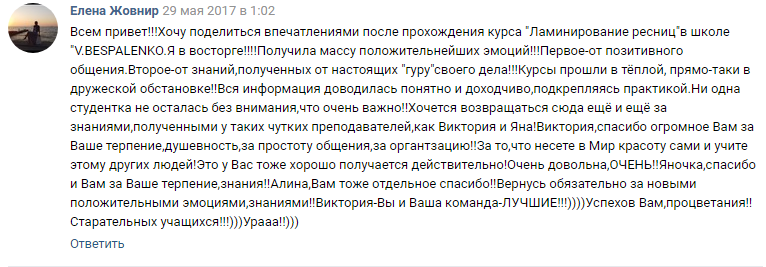 Елена Жовнир 29 мая 2017 в 1:02
Всем привет!!!Хочу поделиться впечатлениями после прохождения курса "Ламинирование ресниц"в школе
"V.BESPALENKO.Я в восторге!!!!Получила массу положительнейших эмоций!!!Первое-от позитивного
общения.Второе-от знаний,полученных от настоящих "гуру"своего дела!!!Курсы прошли в тёплой, прямо-таки в
дружеской обстановке!!Вся информация доводилась понятно и доходчиво,подкрепляясь практикой.Ни одна
студентка не осталась без внимания,что очень важно!!Хочется возвращаться сюда ещё и ещё за
знаниями,полученными у таких чутких преподавателей,как Виктория и Яна!Виктория,спасибо огромное Вам за
Ваше терпение,душевность,за простоту общения,за органтзацию!!За то,что несете в Мир красоту сами и учите
этому других людей!Это у Вас тоже хорошо получается действительно!Очень довольна,ОЧЕНЬ!!Яночка,спасибо
и Вам за Ваше терпение,знания!!Алина,Вам тоже отдельное спасибо!!Вернусь обязательно за новыми
положительными эмоциями,знаниями!!Виктория-Вы и Ваша команда-ЛУЧШИЕ!!!))))Успехов Вам,процветания!!
Старательных учащихся!!!)))Урааа!!)))
Ответить